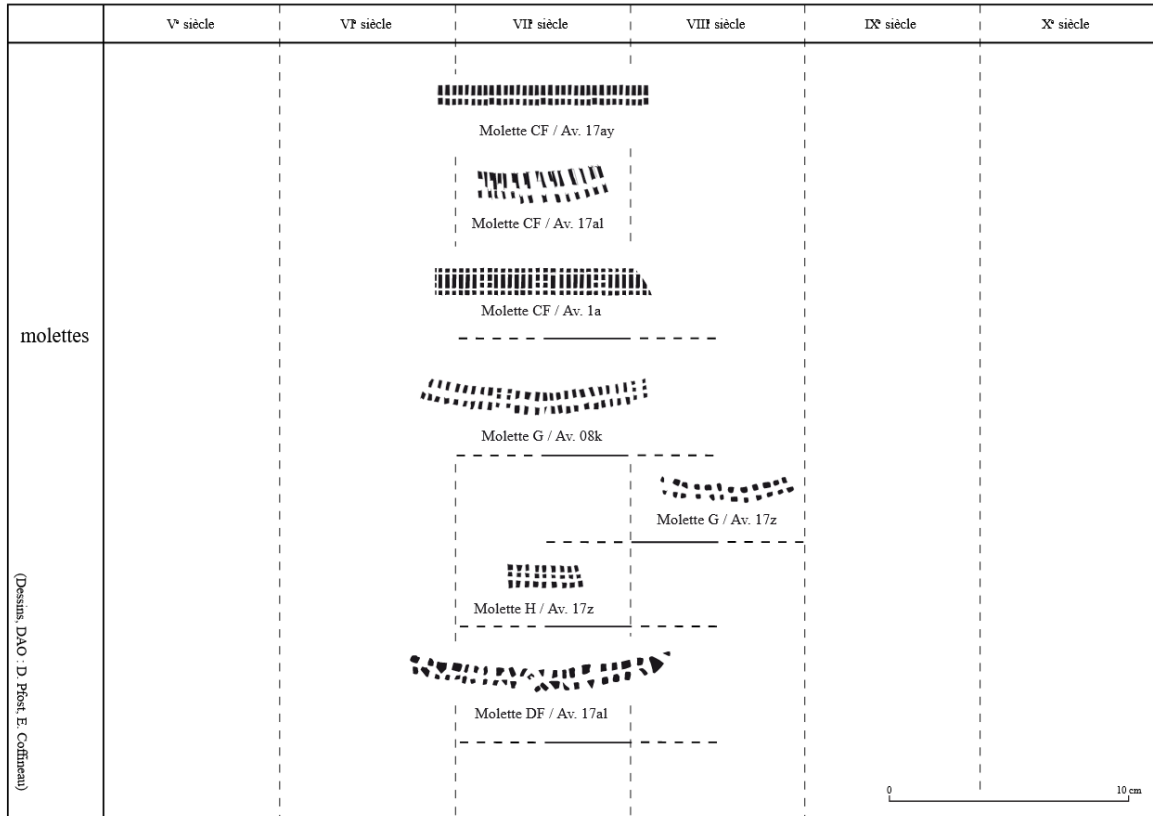 Vᵉ siècle
VIᵉ siècle
VIIᵉ siècle
VIIIᵉ siècle
IXᵉ siècle
Xᵉ siècle
Molette CF / Av. 17ay
Molette CF / Av. 17al
Molette CF / Av. 1a
molettes
Molette G / Av. 08k
Molette G / Av. 17z
Molette H / Av. 17z
Molette DF / Av. 17al
(Dessins, DAO : D. Pfost, E. Coffineau)
0
10 cm